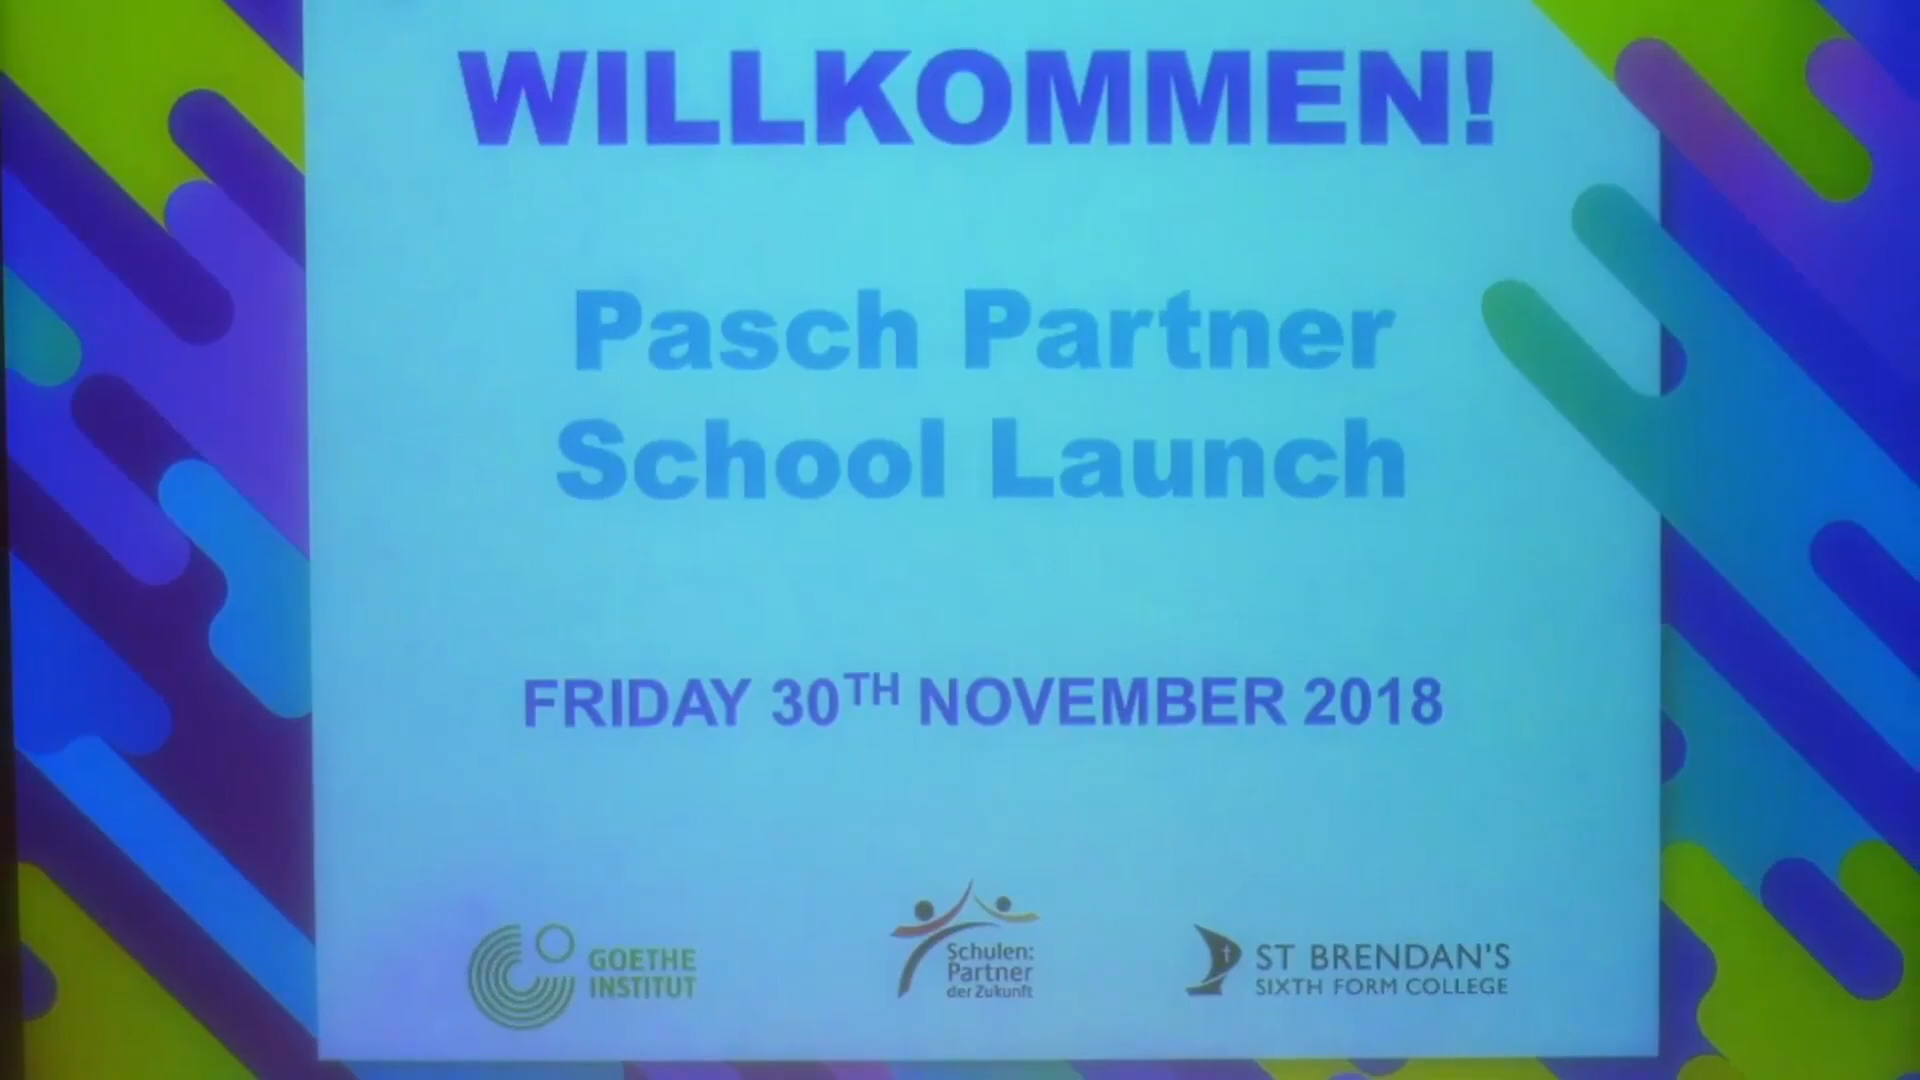 WILLKOMMEN!
Pasch Partner
School Launch
FRIDAY 30TH NOVEMBER 2018
GOETHE
INSTITUT
Schulen:
Partner
der Zukunft
ST BRENDAN'S
SIXTH FORM COLLEGE